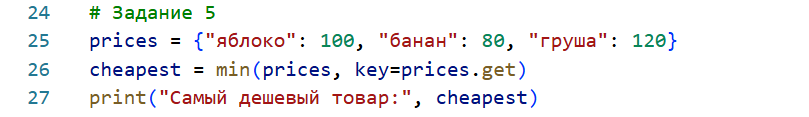 24 # Задание 5
25 prices = {"яблоко": 100, "банан": 80, "груша": 120}
26 cheapest = min(prices, key=prices.get)
27 print("Самый дешевый товар:", cheapest)